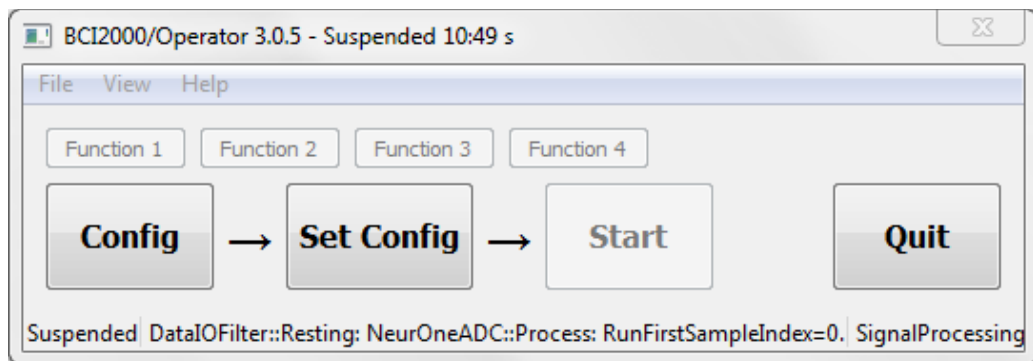 BCI2000/Operator 3.0.5 - Suspended 10:49 s
File View Help
Function 1 Function 2 Function 3 Function 4
Config → Set Config → Start Quit
Suspended DataIOFilter::Resting: NeurOneADC::Process: RunFirstSampleIndex=0. SignalProcessing